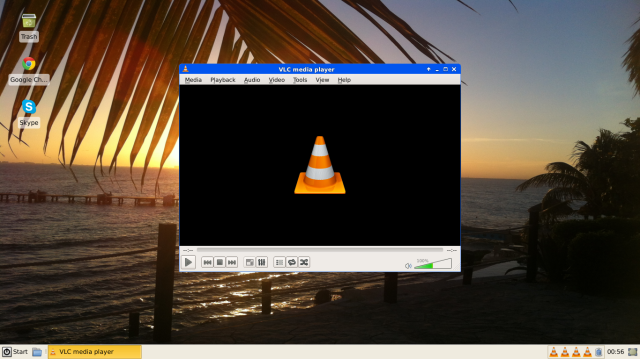 Trash
Google Ch...
Skype
VLC media player
Media Playback Audio Video Tools View Help
--:--
--:--
100%
Start
VLC media player
00:56